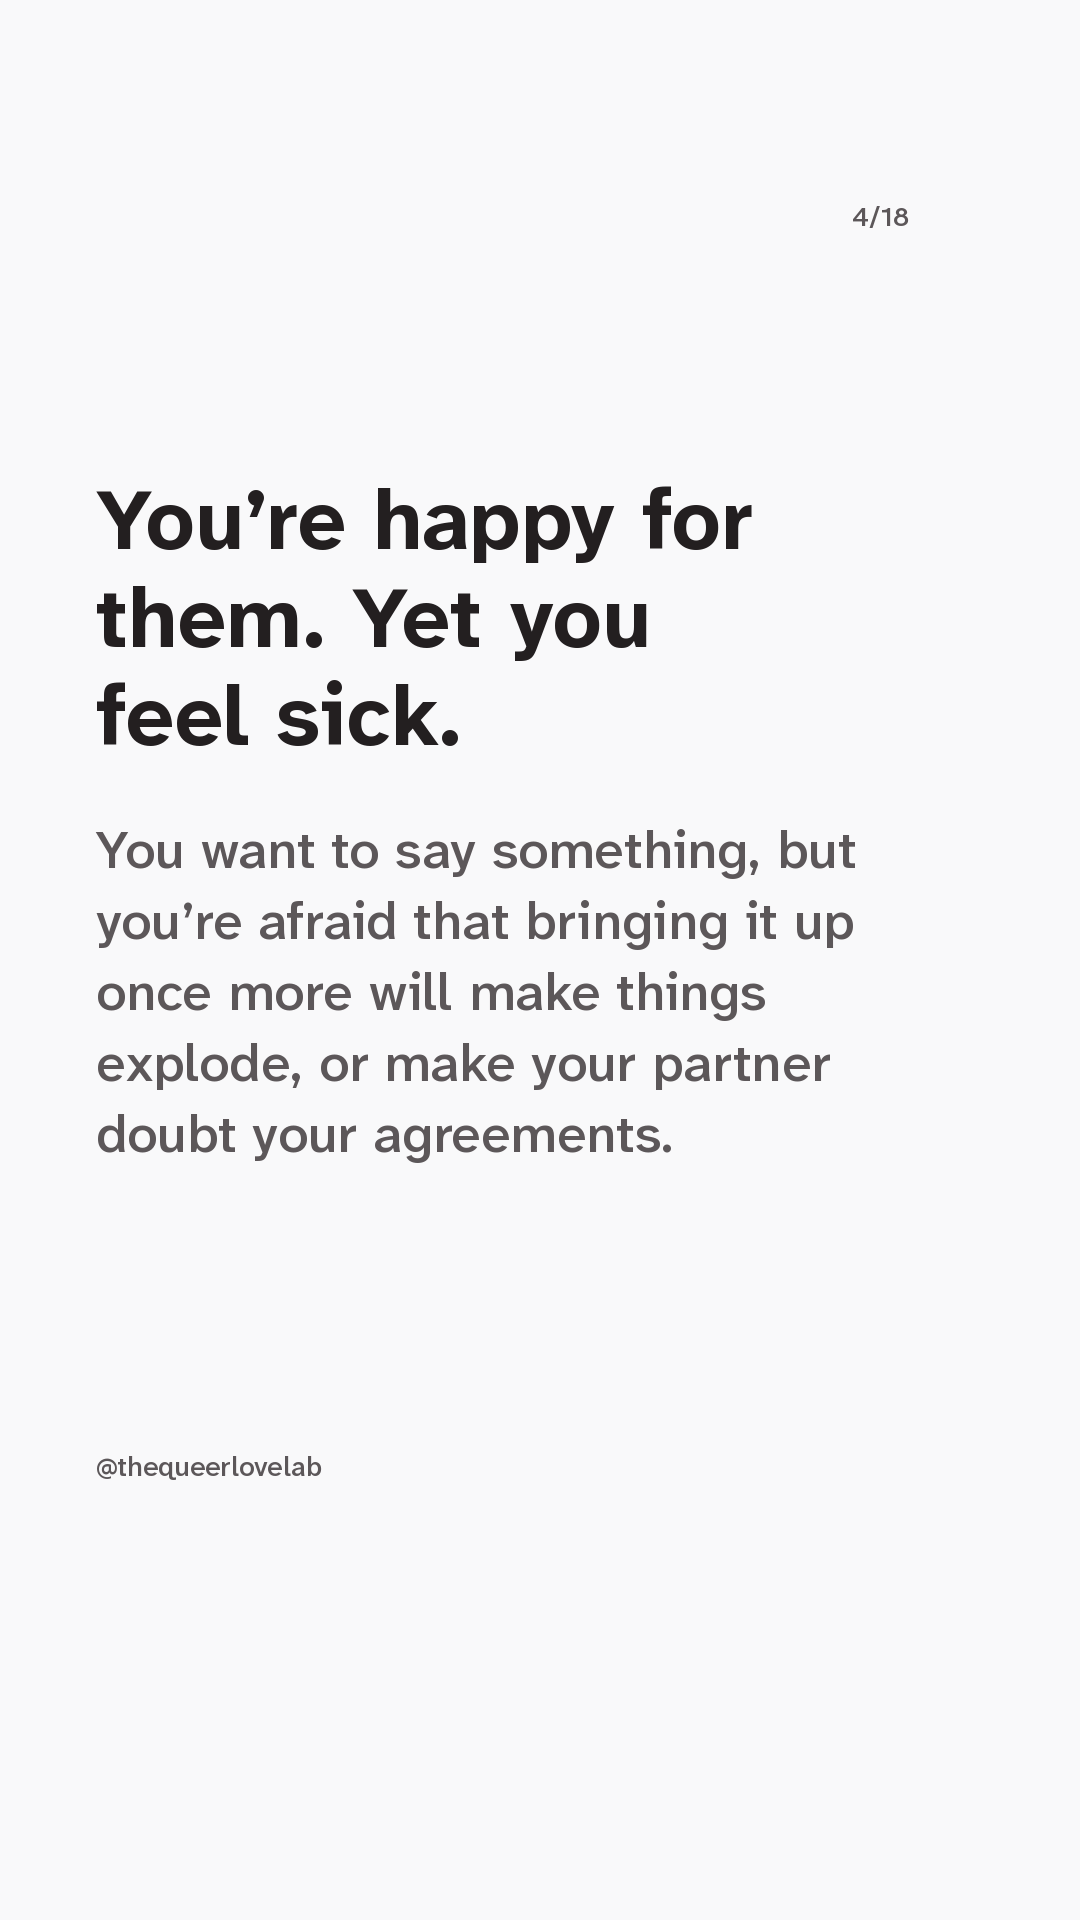 4/18
You’re happy for
them. Yet you
feel sick.
You want to say something, but
you’re afraid that bringing it up
once more will make things
explode, or make your partner
doubt your agreements.
@thequeerlovelab